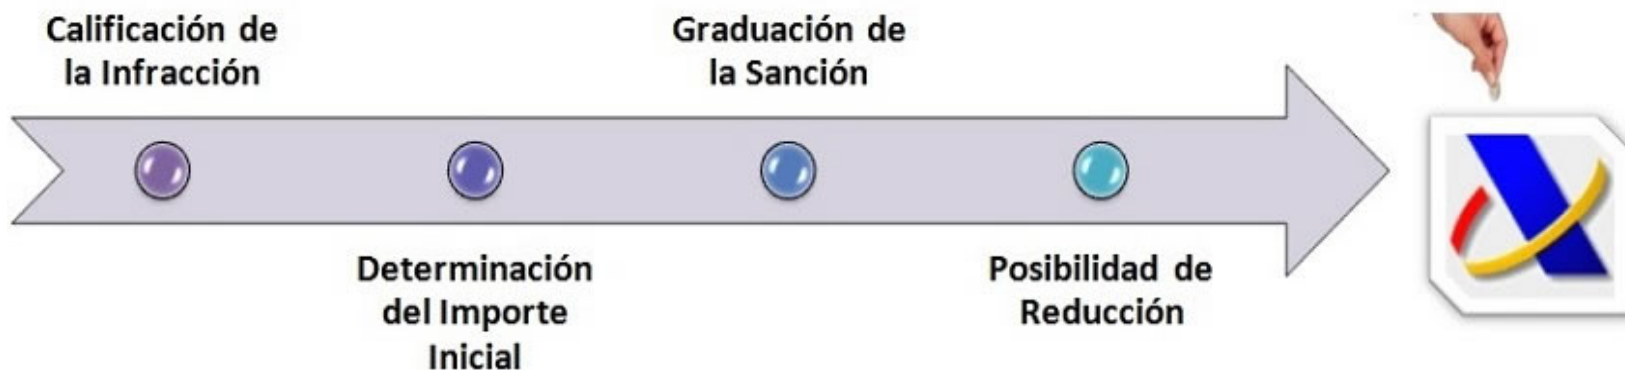 Calificación de
la Infracción
Determinación
del Importe
Inicial
Graduación de
la Sanción
Posibilidad de
Reducción